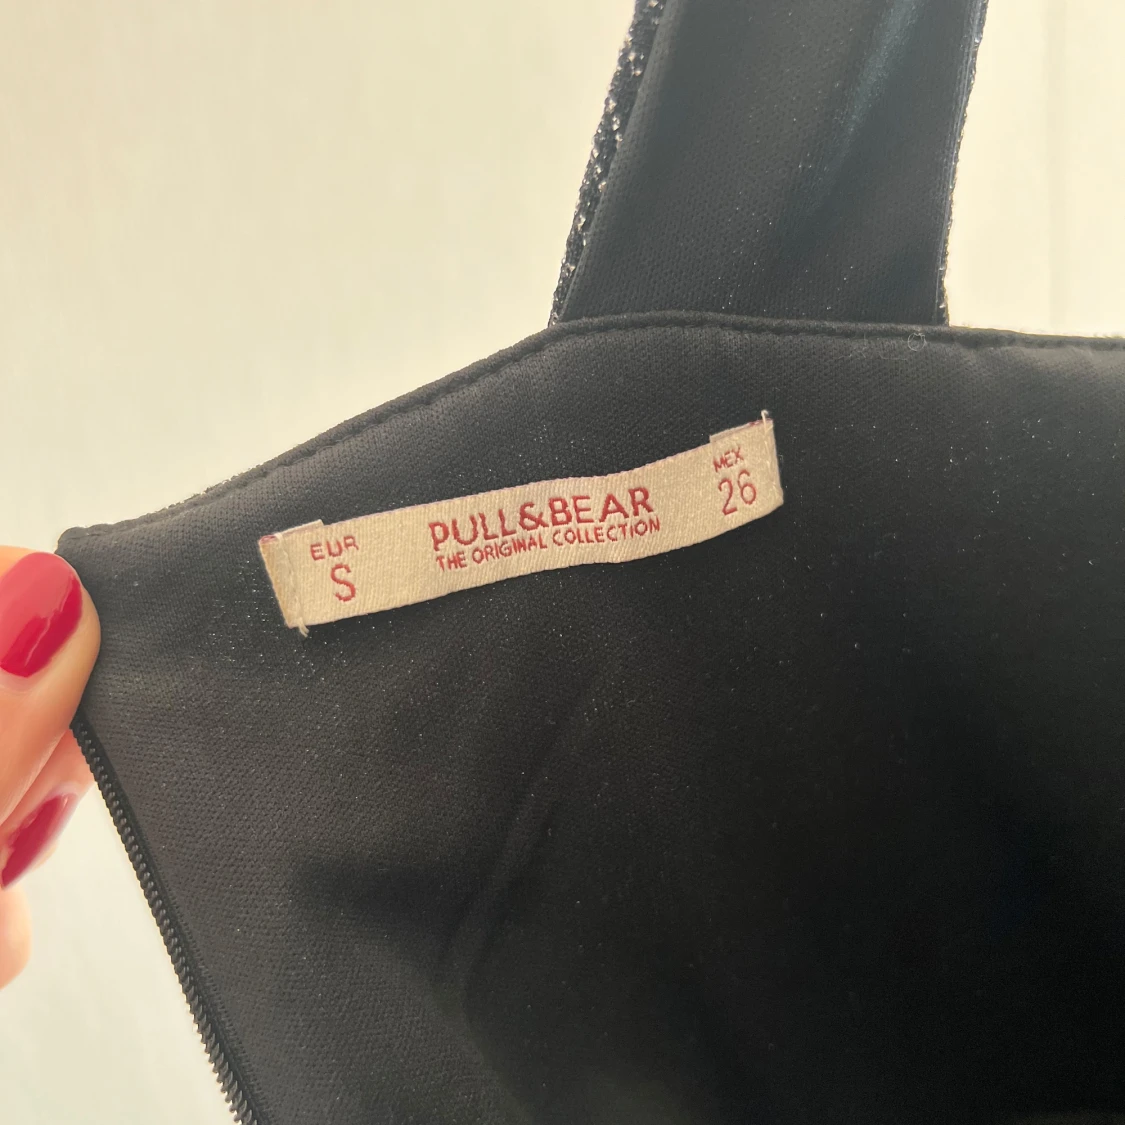 EUR
S
PULL&BEAR
THE ORIGINAL COLLECTION
MEX
26